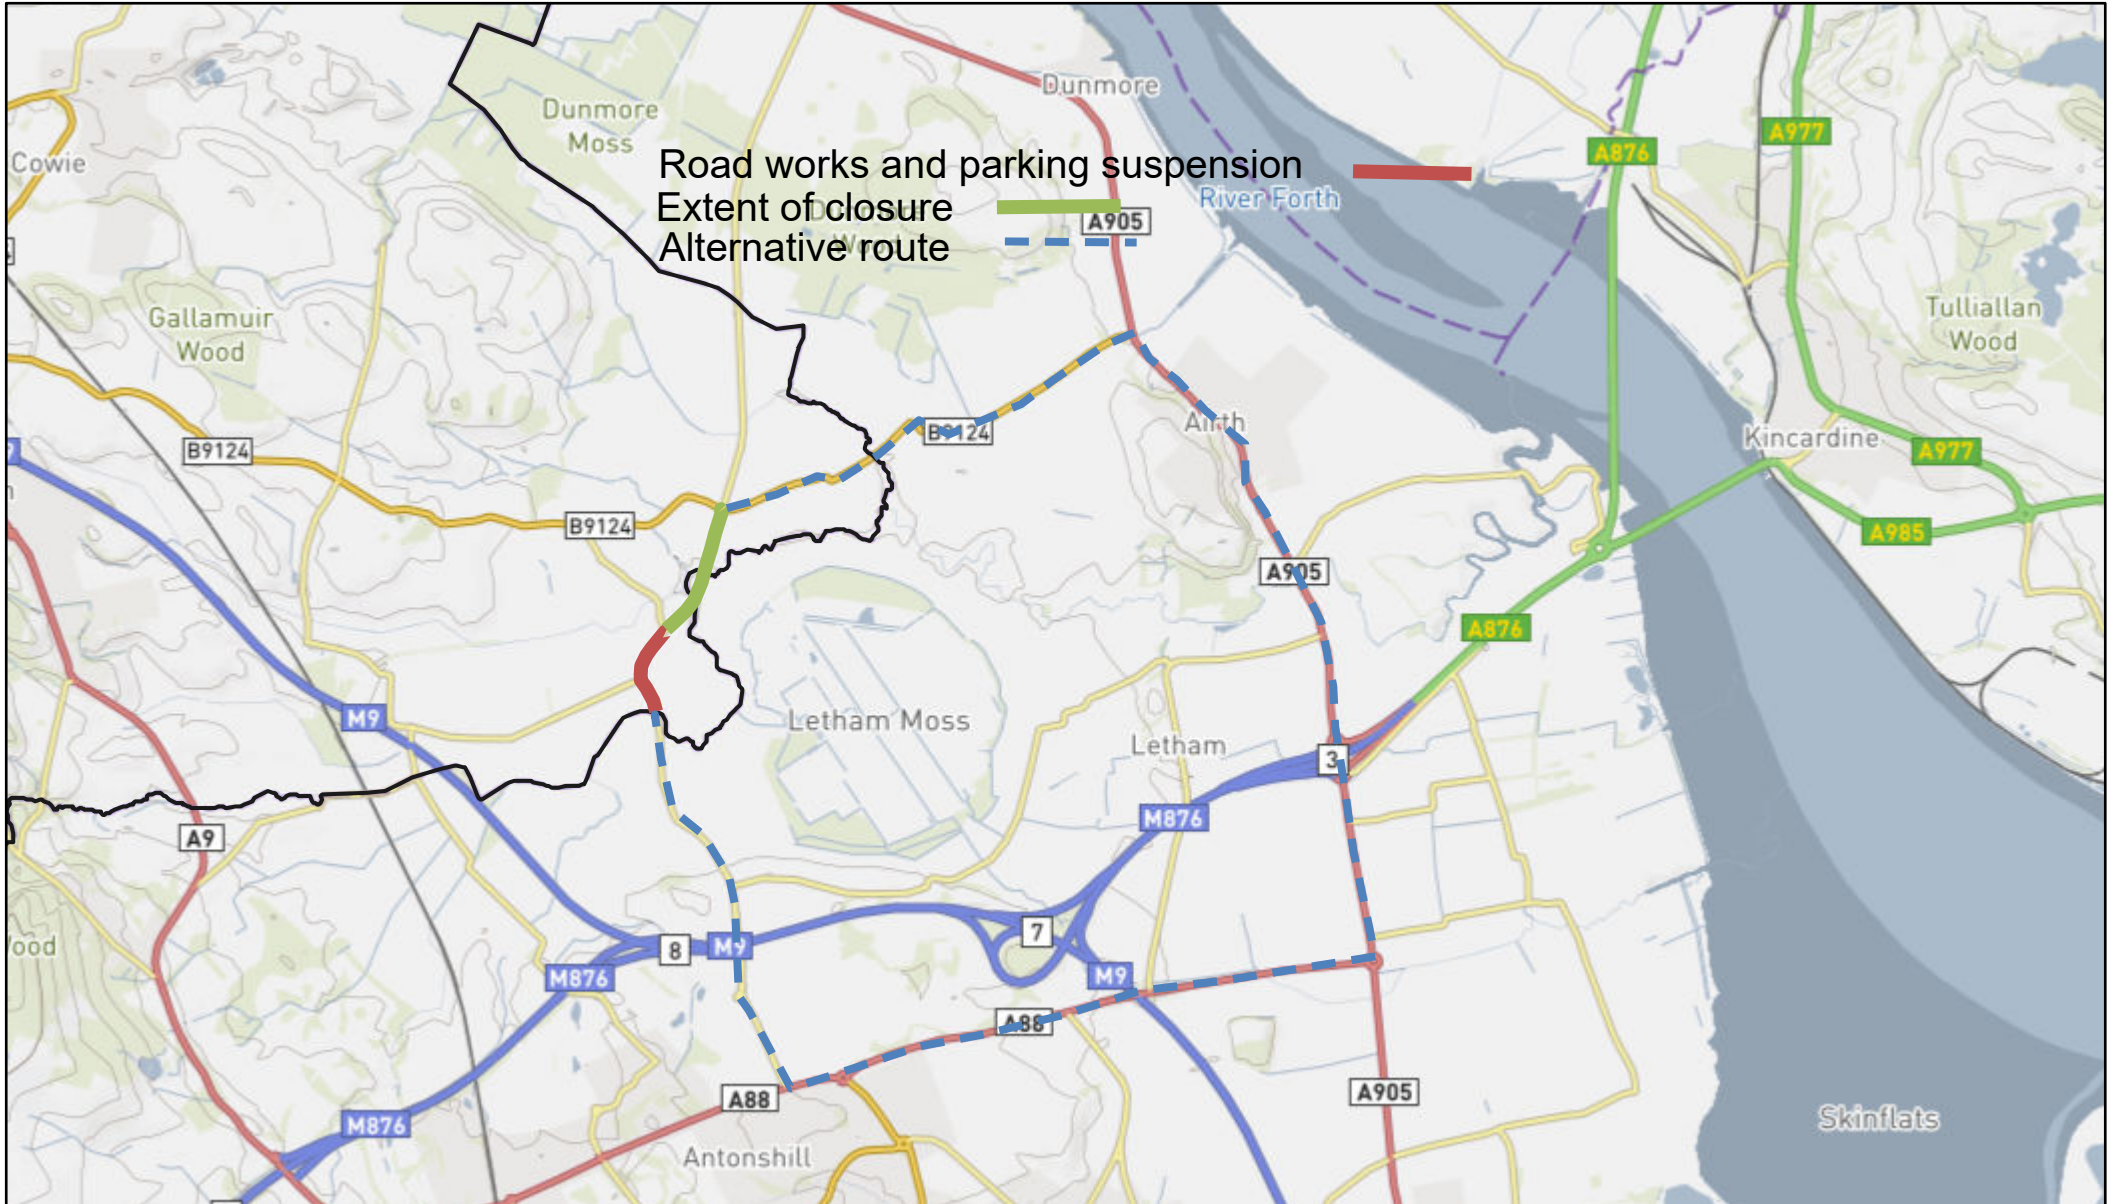 Dunmore
Dunmore
Moss
Cowie
A876
A977
Road works and parking suspension
River Forth
Extent of closure
A905
Alternative route
Gallamuir
Wood
Tulliallan
Wood
B9124
B9124
Airth
Kincardine
A977
B9124
A985
A905
A876
M9
Letham Moss
Letham
3
M876
A9
7
8
M9
M876
M9
A88
A88
A905
M876
Antonshill
Skinflats